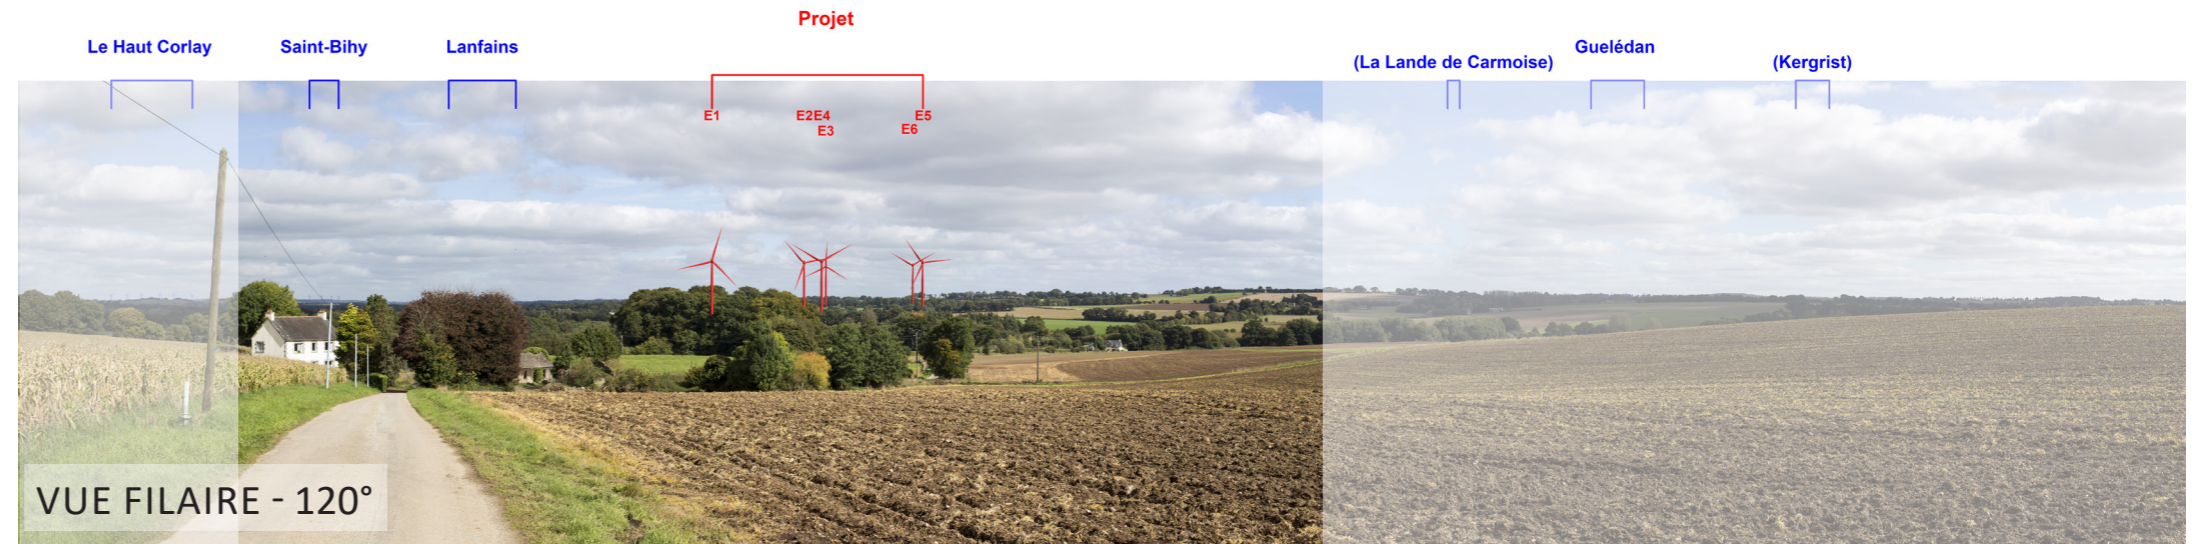 Projet
Le Haut Corlay
Saint-Bihy
Lanfains
Guelédan
(La Lande de Carmoise)
(Kergrist)
E1
E2E4
E5
E3
E6
VUE FILAIRE - 120°